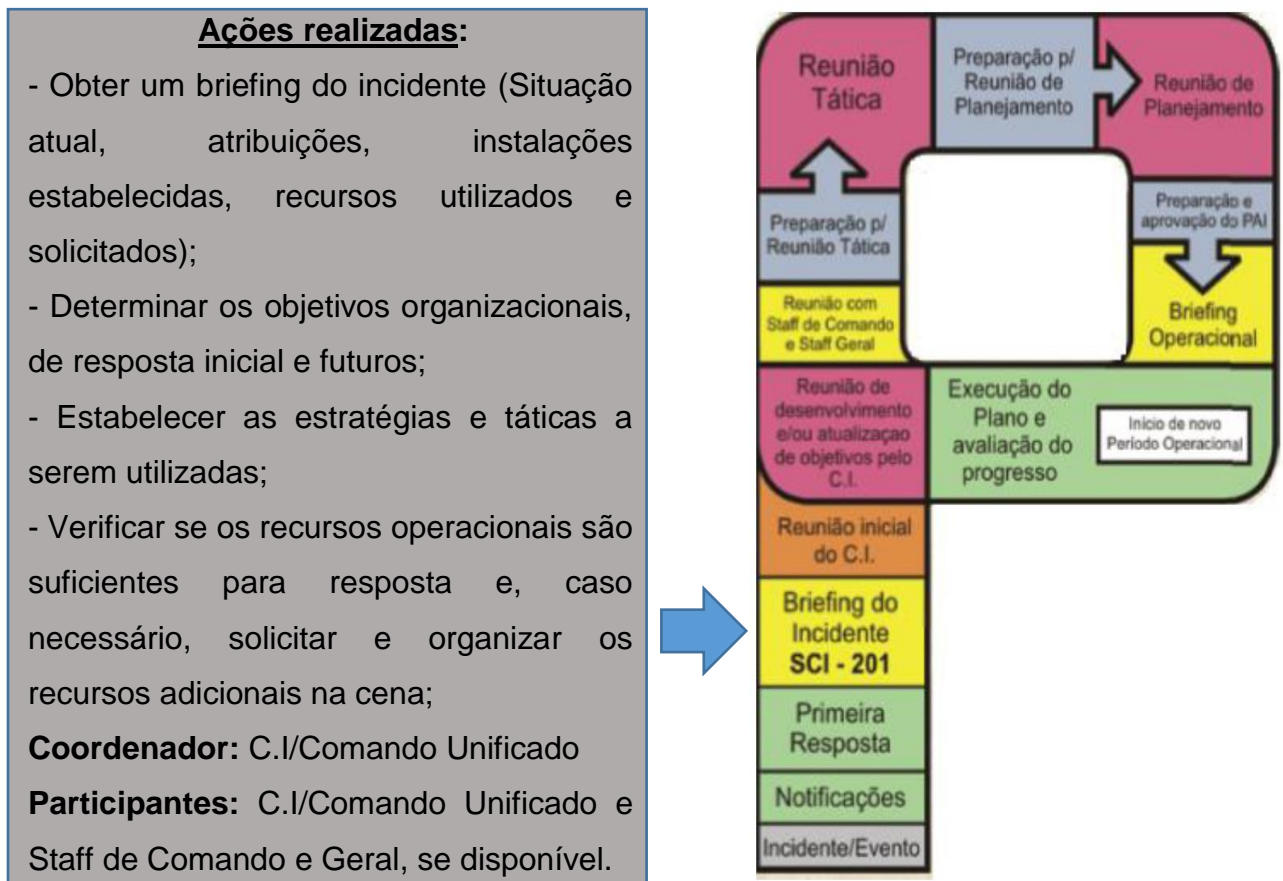 Ações realizadas:
- Obter um briefing do incidente (Situação
atual, atribuições, instalações
estabelecidas, recursos utilizados e
solicitados);
- Determinar os objetivos organizacionais,
de resposta inicial e futuros;
- Estabelecer as estratégias e táticas a
serem utilizadas;
- Verificar se os recursos operacionais são
suficientes para resposta e, caso
necessário, solicitar e organizar os
recursos adicionais na cena;
Coordenador: C.I/Comando Unificado
Participantes: C.I/Comando Unificado e
Staff de Comando e Geral, se disponível.
Reunião
Tática
Preparação p/
Reunião de
Planejamento
Reunião de
Planejamento
Preparação p/
Reunião Tática
Preparação e
aprovação do PAI
Reunião com
Staff de Comando
e Staff Geral
Briefing
Operacional
Reunião de
desenvolvimento
e/ou atualizaçao
de objetivos pelo
C.I.
Execução do
Plano e
avaliação do
progresso
Início de novo
Período Operacional
Reunião inicial
do C.I.
Briefing do
Incidente
SCI - 201
Primeira
Resposta
Notificações
Incidente/Evento